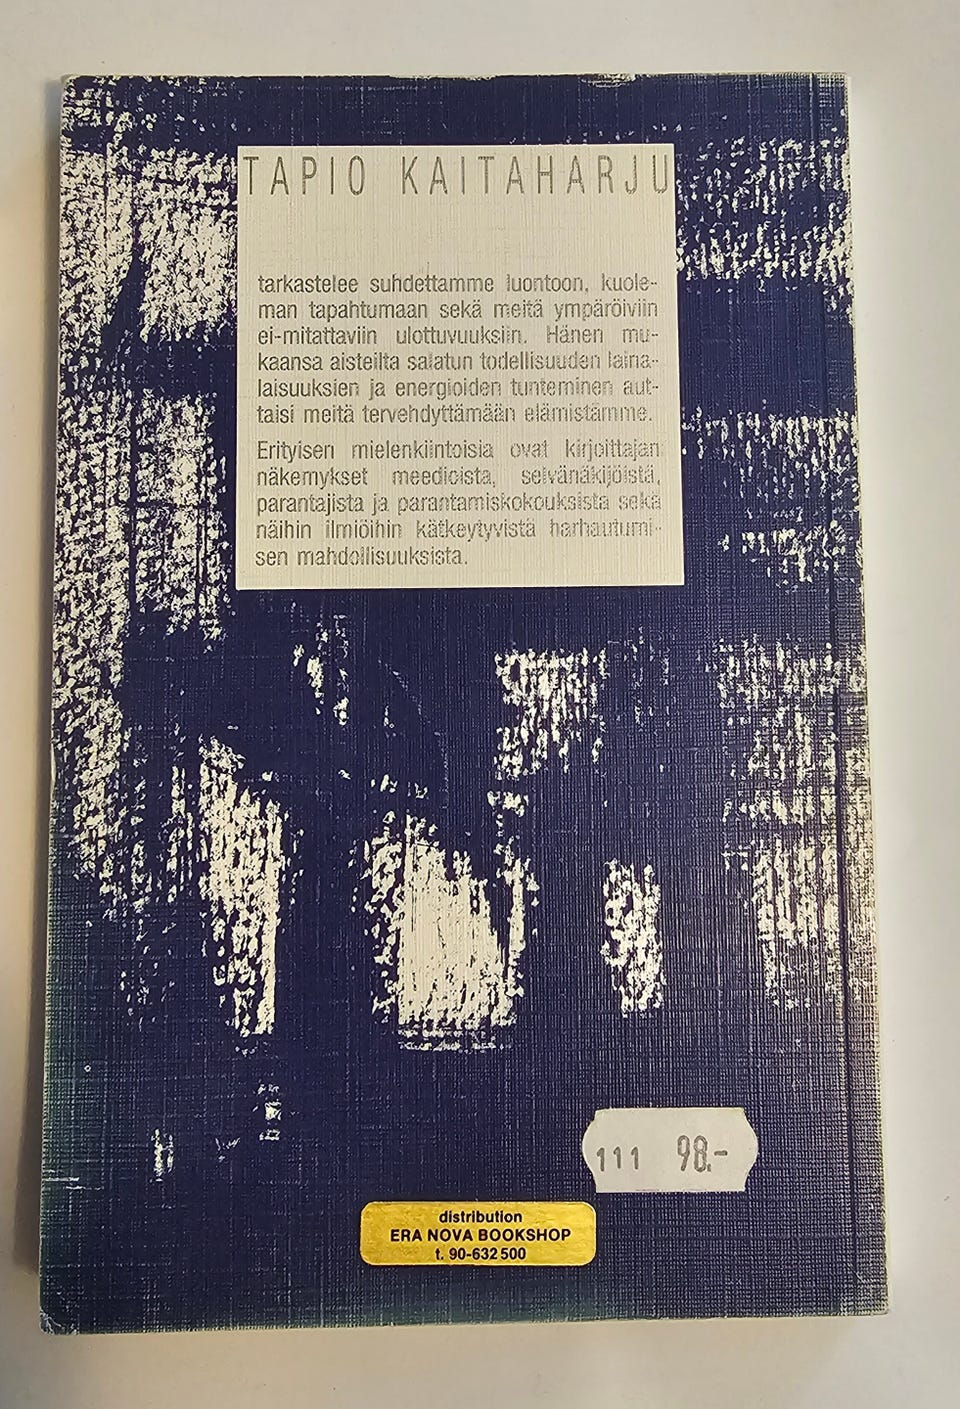 TAPIO KAITAHARJU
tarkastelee suhdettamme luontoon, kuole-
man tapahtumaan sekä meitä ympäröiviin
ei-mitattaviin ulottuvuuksiin. Hänen mu-
kaansa aisteilta salatun todellisuuden laina-
laisuuksien ja energioiden tunteminen aut-
taisi meitä tervehdyttämään elämistämme.
Erityisen mielenkiintoisia ovat kirjoittajan
näkemykset meedioista, selvänäkijöistä,
parantajista ja parantamiskokouksista sekä
näihin ilmiöihin kätkeytyvistä harhautumi-
sen mahdollisuuksista.
111 98.-
distribution
ERA NOVA BOOKSHOP
t. 90-632 500